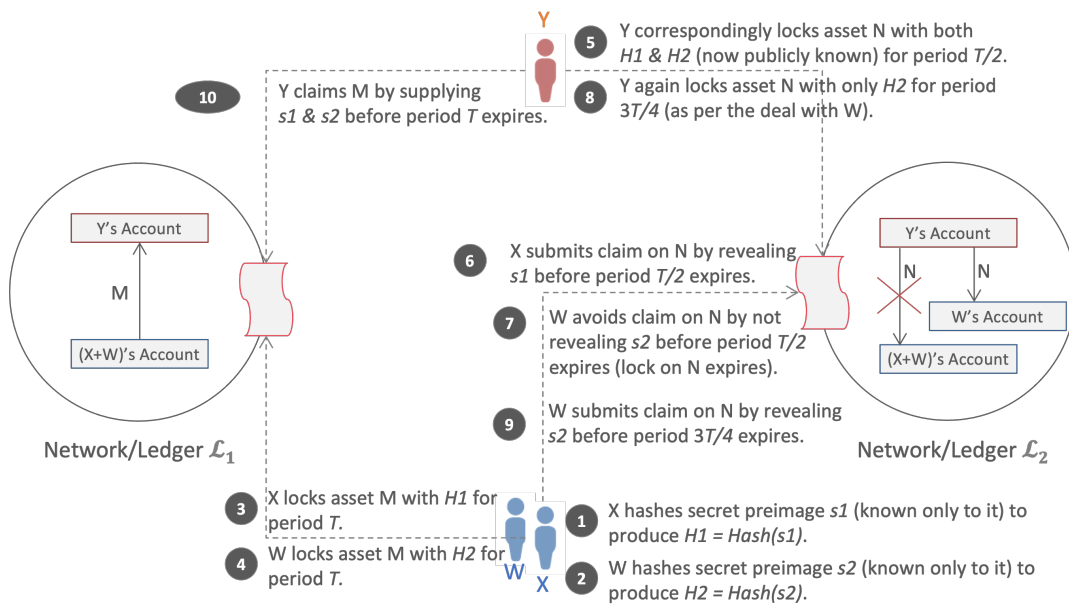 Y
5
Y correspondingly locks asset N with both
H1 & H2 (now publicly known) for period T/2.
8
Y again locks asset N with only H2 for period
3T/4 (as per the deal with W).
10
Y claims M by supplying
s1 & s2 before period T expires.
Y's Account
M
(X+W)'s Account
Network/Ledger ℒ₁
6
X submits claim on N by revealing
s1 before period T/2 expires.
7
W avoids claim on N by not
revealing s2 before period T/2
expires (lock on N expires).
9
W submits claim on N by revealing
s2 before period 3T/4 expires.
Y's Account
N
N
W's Account
(X+W)'s Account
Network/Ledger ℒ₂
3
X locks asset M with H1 for
period T.
4
W locks asset M with H2 for
period T.
W
X
1
X hashes secret preimage s1 (known only to it) to
produce H1 = Hash(s1).
2
W hashes secret preimage s2 (known only to it) to
produce H2 = Hash(s2).